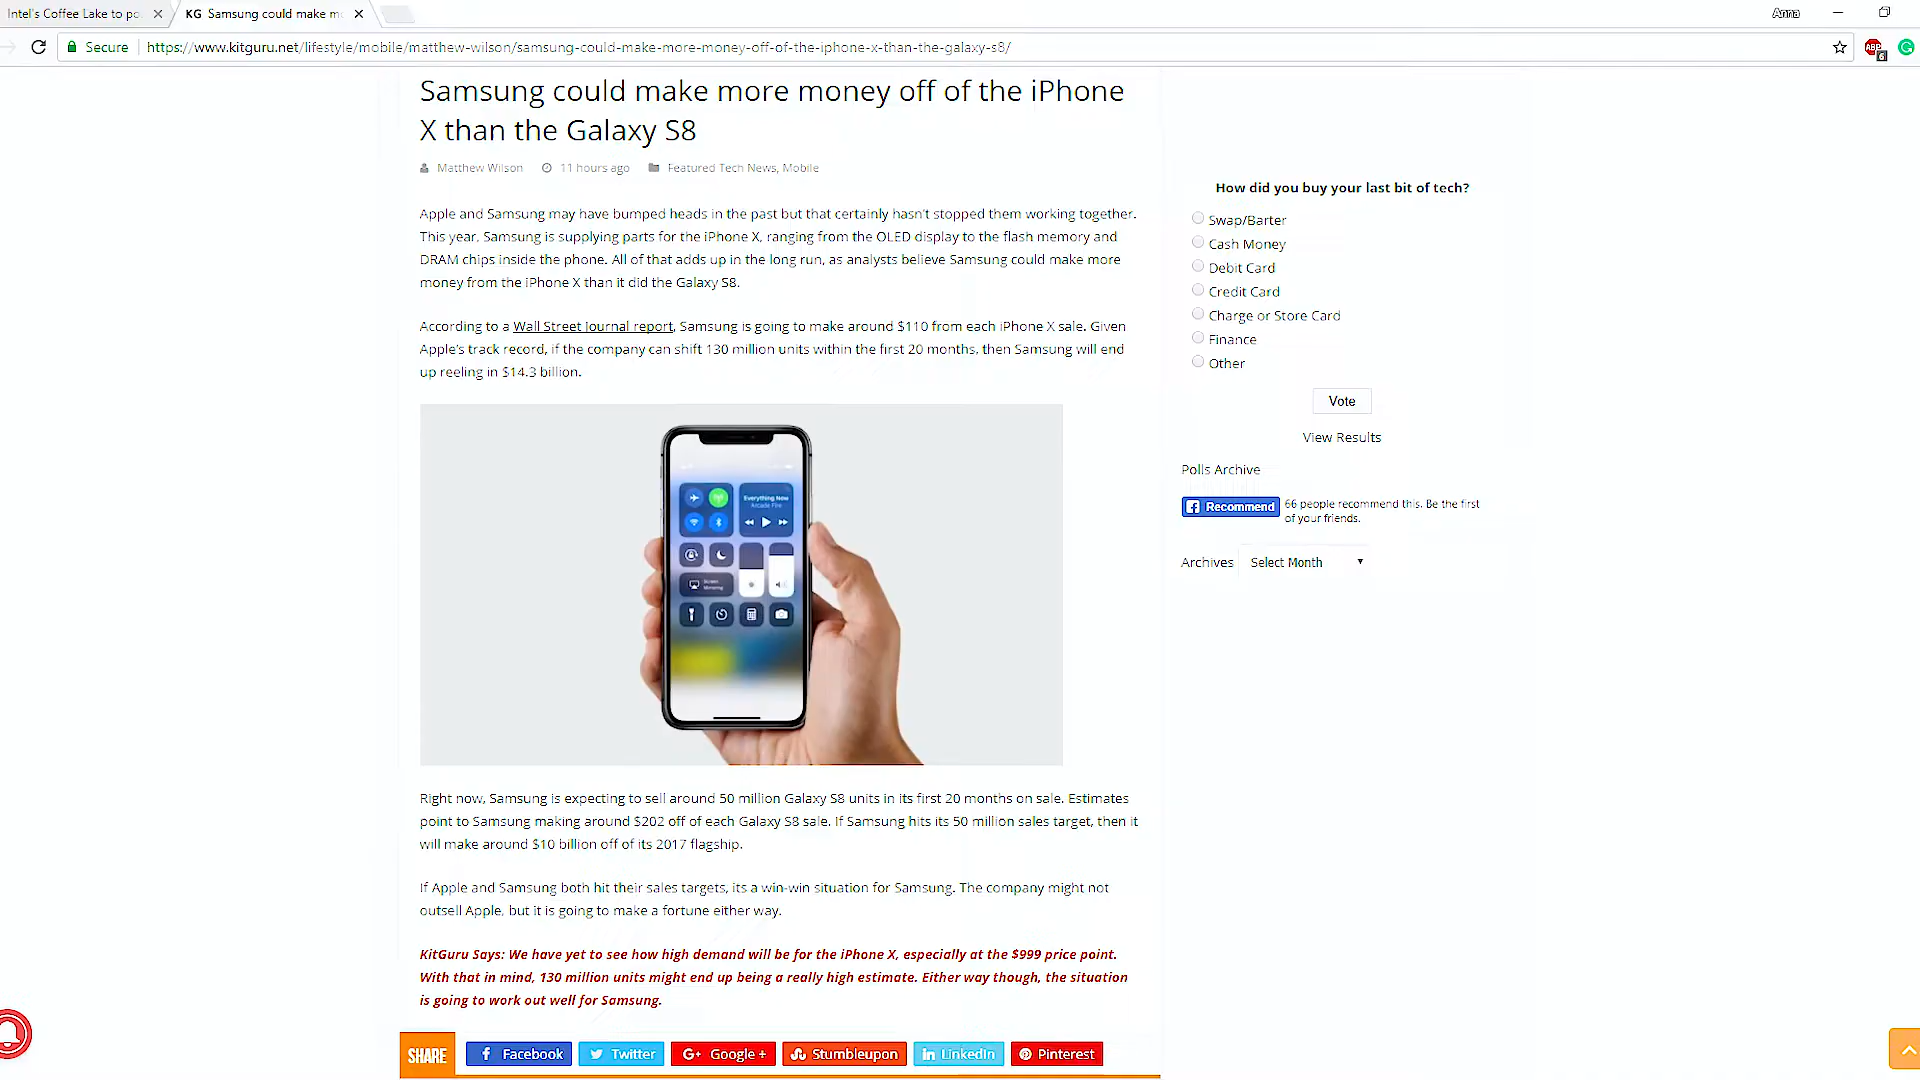 Intel's Coffee Lake to po
KG Samsung could make m
Anna
Secure
https://www.kitguru.net/lifestyle/mobile/matthew-wilson/samsung-could-make-more-money-off-of-the-iphone-x-than-the-galaxy-s8/
ABP
6
Samsung could make more money off of the iPhone
X than the Galaxy S8
Matthew Wilson 11 hours ago Featured Tech News, Mobile
Apple and Samsung may have bumped heads in the past but that certainly hasn't stopped them working together.
This year, Samsung is supplying parts for the iPhone X, ranging from the OLED display to the flash memory and
DRAM chips inside the phone. All of that adds up in the long run, as analysts believe Samsung could make more
money from the iPhone X than it did the Galaxy S8.
According to a Wall Street Journal report, Samsung is going to make around $110 from each iPhone X sale. Given
Apple's track record, if the company can shift 130 million units within the first 20 months, then Samsung will end
up reeling in $14.3 billion.
Everything Now
Arcade Fire
Screen
Mirroring
Right now, Samsung is expecting to sell around 50 million Galaxy S8 units in its first 20 months on sale. Estimates
point to Samsung making around $202 off of each Galaxy S8 sale. If Samsung hits its 50 million sales target, then it
will make around $10 billion off of its 2017 flagship.
If Apple and Samsung both hit their sales targets, its a win-win situation for Samsung. The company might not
outsell Apple, but it is going to make a fortune either way.
KitGuru Says: We have yet to see how high demand will be for the iPhone X, especially at the $999 price point.
With that in mind, 130 million units might end up being a really high estimate. Either way though, the situation
is going to work out well for Samsung.
SHARE
Facebook
Twitter
Google +
Stumbleupon
LinkedIn
Pinterest
How did you buy your last bit of tech?
Swap/Barter
Cash Money
Debit Card
Credit Card
Charge or Store Card
Finance
Other
Vote
View Results
Polls Archive
Recommend
66 people recommend this. Be the first
of your friends.
Archives
Select Month